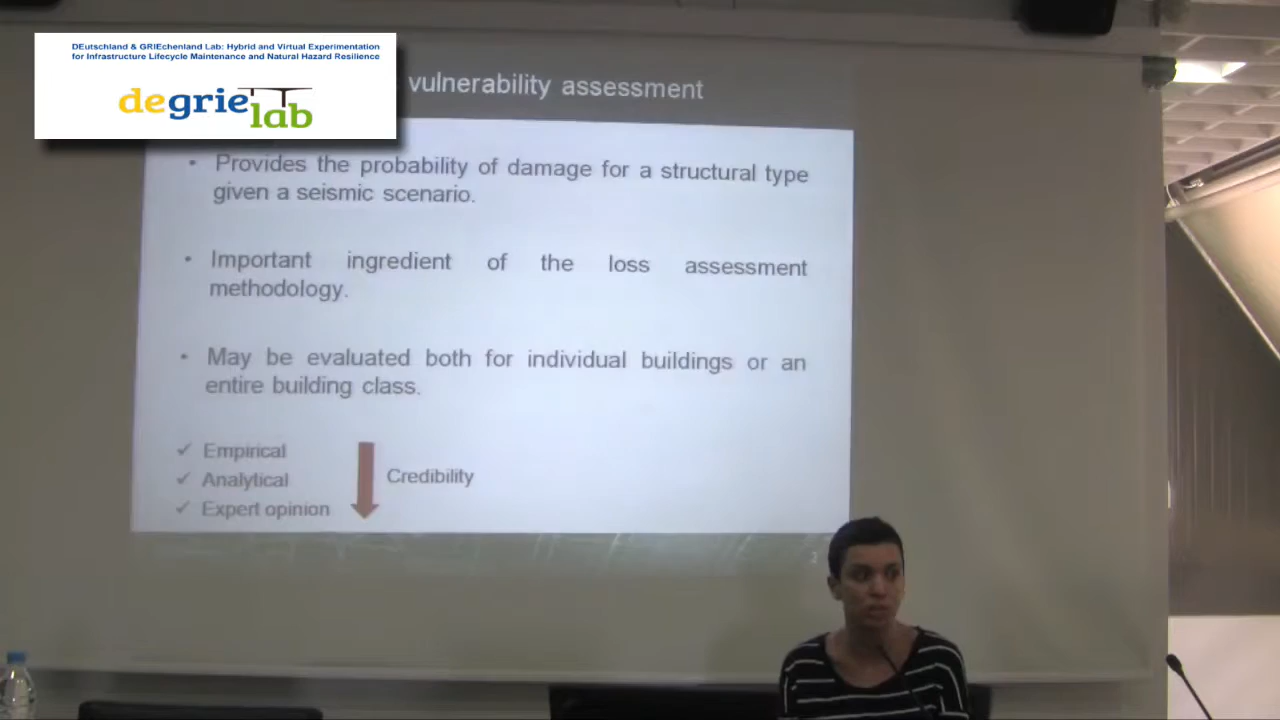 DEutschland & GRIEchenland Lab: Hybrid and Virtual Experimentation
for Infrastructure Lifecycle Maintenance and Natural Hazard Resilience
degrie lab
vulnerability assessment
• Provides the probability of damage for a structural type
given a seismic scenario.
• Important ingredient of the loss assessment
methodology.
• May be evaluated both for individual buildings or an
entire building class.
✓ Empirical
✓ Analytical
✓ Expert opinion
Credibility